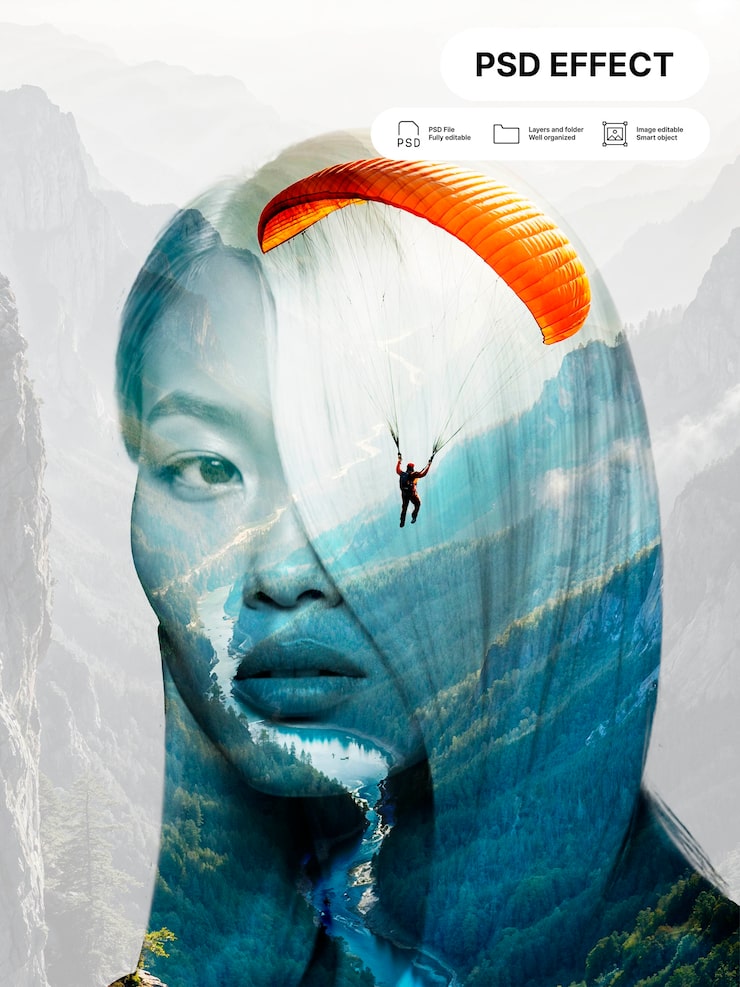 PSD EFFECT
PSD
PSD File
Fully editable
Layers and folder
Well organized
Image editable
Smart object